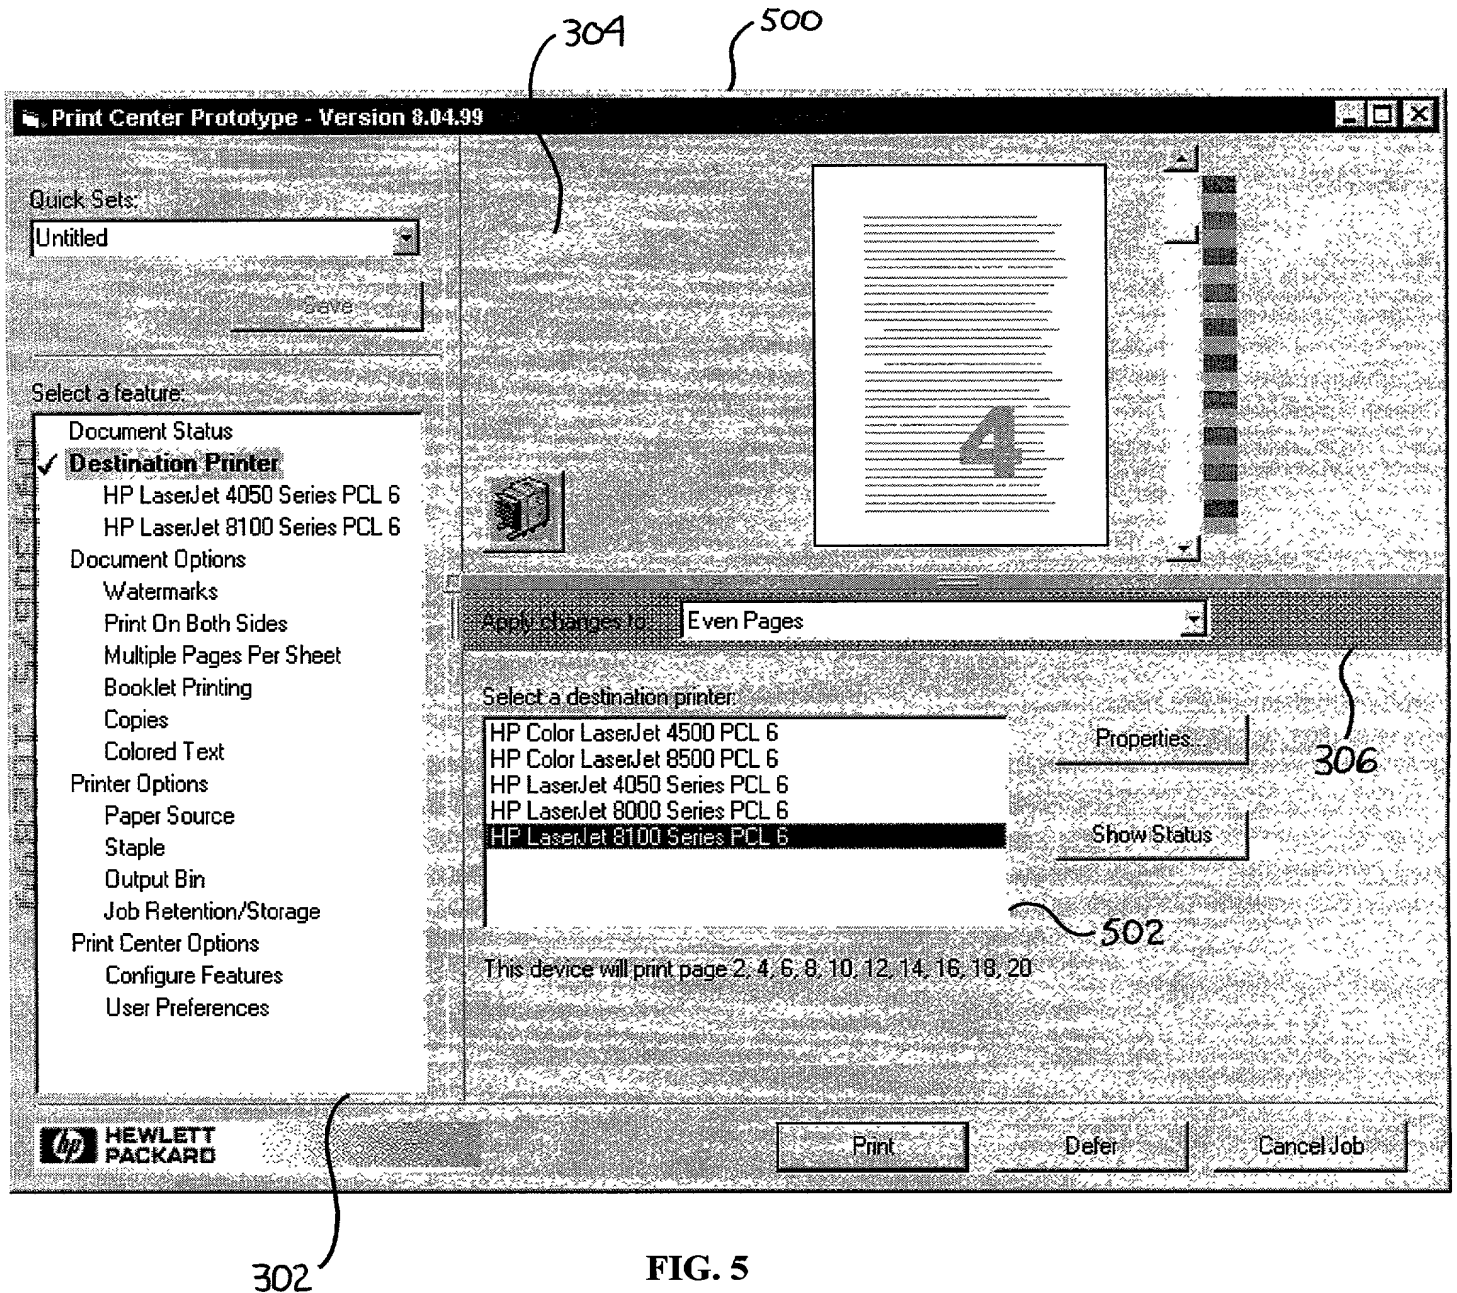 304
500
Print Center Prototype - Version 8.04.99
Quick Sets:
Untitled
Save
Select a feature:
Document Status
Destination Printer
HP LaserJet 4050 Series PCL 6
HP LaserJet 8100 Series PCL 6
Document Options
Watermarks
Print On Both Sides
Multiple Pages Per Sheet
Booklet Printing
Copies
Colored Text
Printer Options
Paper Source
Staple
Output Bin
Job Retention/Storage
Print Center Options
Configure Features
User Preferences
4
Apply changes to:
Even Pages
306
Select a destination printer:
HP Color LaserJet 4500 PCL 6
HP Color LaserJet 8500 PCL 6
HP LaserJet 4050 Series PCL 6
HP LaserJet 8000 Series PCL 6
HP LaserJet 8100 Series PCL 6
Properties...
Show Status
502
This device will print page 2, 4, 6, 8, 10, 12, 14, 16, 18, 20
hp HEWLETT
PACKARD
Print
Defer
Cancel Job
302
FIG. 5